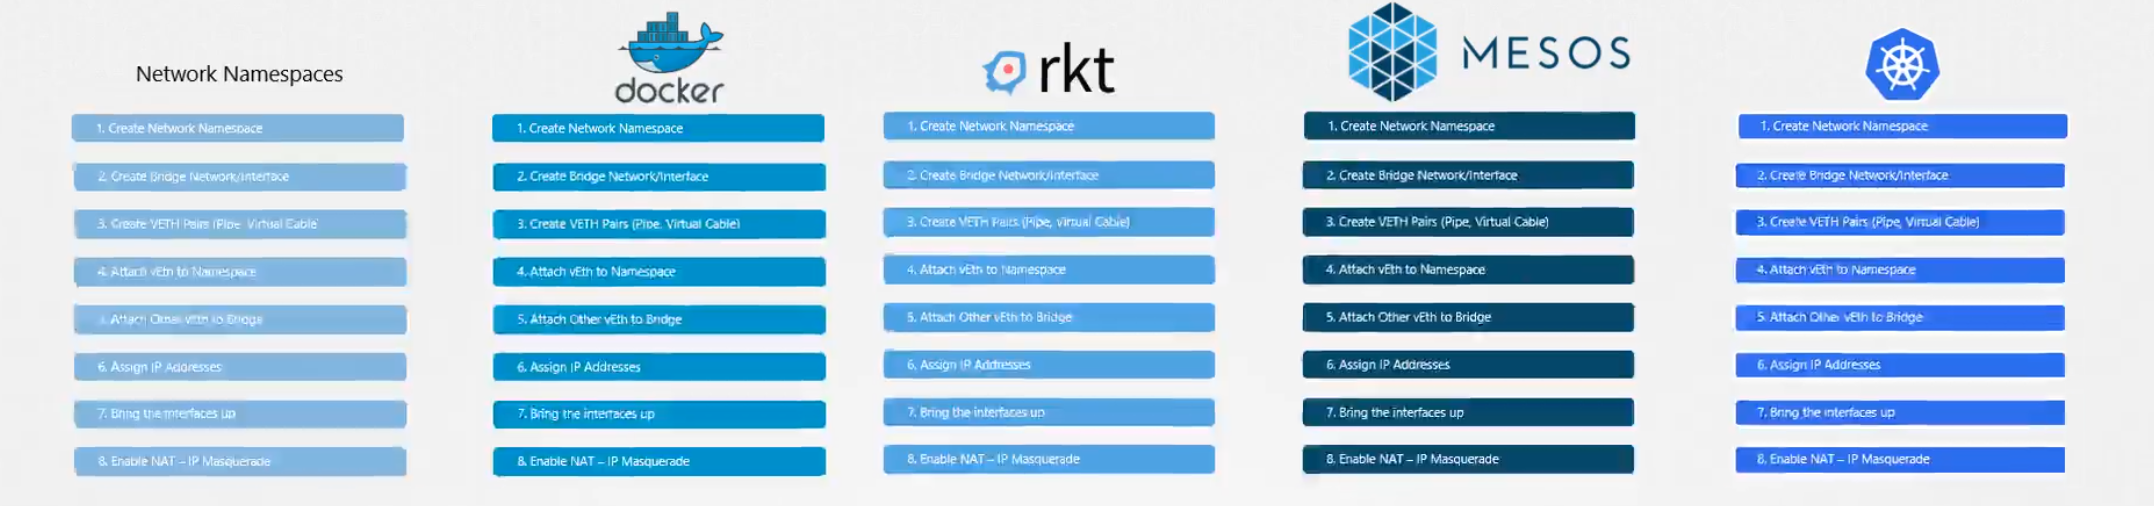 Network Namespaces
1. Create Network Namespace
2. Create Bridge Network/Interface
3. Create VETH Pairs (Pipe, Virtual Cable)
4. Attach vEth to Namespace
Attach Other vEth to Bridge
6. Assign IP Addresses
7. Bring the interfaces up
8. Enable NAT – IP Masquerade
docker
1. Create Network Namespace
2. Create Bridge Network/Interface
3. Create VETH Pairs (Pipe, Virtual Cable)
4. Attach vEth to Namespace
5. Attach Other vEth to Bridge
6. Assign IP Addresses
7. Bring the interfaces up
8. Enable NAT – IP Masquerade
rkt
1. Create Network Namespace
2. Create Bridge Network/Interface
3. Create VETH Pairs (Pipe, Virtual Cable)
4. Attach vEth to Namespace
5. Attach Other vEth to Bridge
6. Assign IP Addresses
7. Bring the interfaces up
8. Enable NAT – IP Masquerade
MESOS
1. Create Network Namespace
2. Create Bridge Network/Interface
3. Create VETH Pairs (Pipe, Virtual Cable)
4. Attach vEth to Namespace
5. Attach Other vEth to Bridge
6. Assign IP Addresses
7. Bring the interfaces up
8. Enable NAT – IP Masquerade
1. Create Network Namespace
2. Create Bridge Network/Interface
3. Create VETH Pairs (Pipe, Virtual Cable)
4. Attach vEth to Namespace
5. Attach Other vEth to Bridge
6. Assign IP Addresses
7. Bring the interfaces up
8. Enable NAT – IP Masquerade